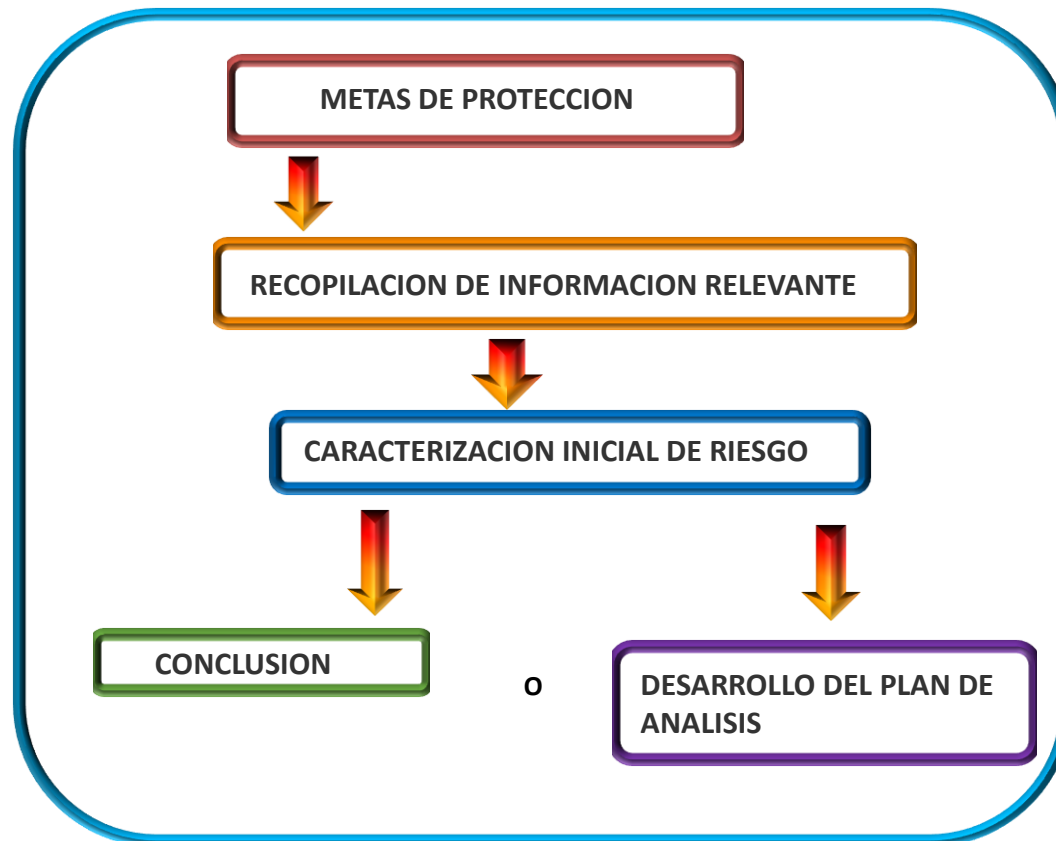 METAS DE PROTECCION
RECOPILACION DE INFORMACION RELEVANTE
CARACTERIZACION INICIAL DE RIESGO
CONCLUSION
O
DESARROLLO DEL PLAN DE
ANALISIS